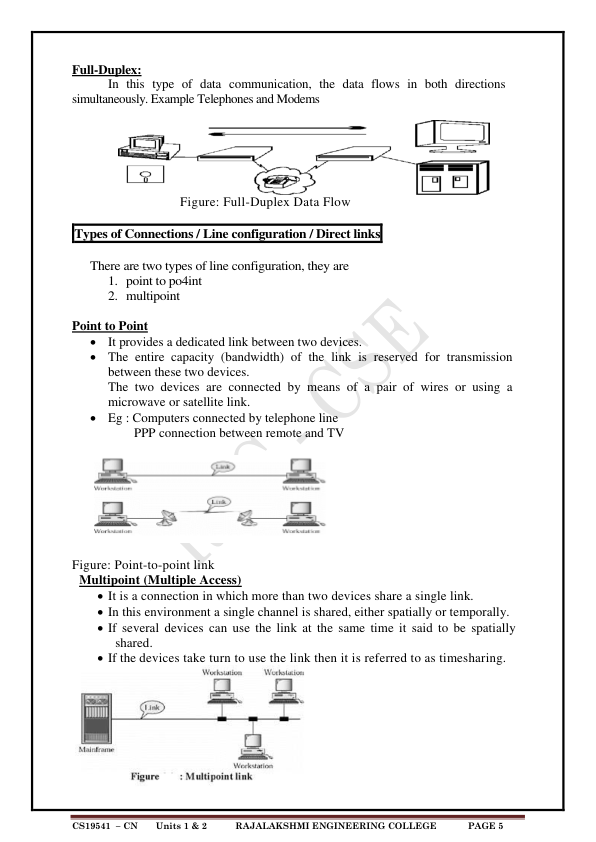 Full-Duplex:
In this type of data communication, the data flows in both directions
simultaneously. Example Telephones and Modems
Figure: Full-Duplex Data Flow
Types of Connections / Line configuration / Direct links
There are two types of line configuration, they are
1. point to po4int
2. multipoint
Point to Point
• It provides a dedicated link between two devices.
• The entire capacity (bandwidth) of the link is reserved for transmission
between these two devices.
The two devices are connected by means of a pair of wires or using a
microwave or satellite link.
• Eg : Computers connected by telephone line
PPP connection between remote and TV
Link
Workstation Workstation
Link
Workstation Workstation
Figure: Point-to-point link
Multipoint (Multiple Access)
• It is a connection in which more than two devices share a single link.
• In this environment a single channel is shared, either spatially or temporally.
• If several devices can use the link at the same time it said to be spatially
shared.
• If the devices take turn to use the link then it is referred to as timesharing.
Workstation Workstation
Link
Mainframe
Workstation
Figure : Multipoint link
CS19541 – CN Units 1 & 2 RAJALAKSHMI ENGINEERING COLLEGE PAGE 5
CSE